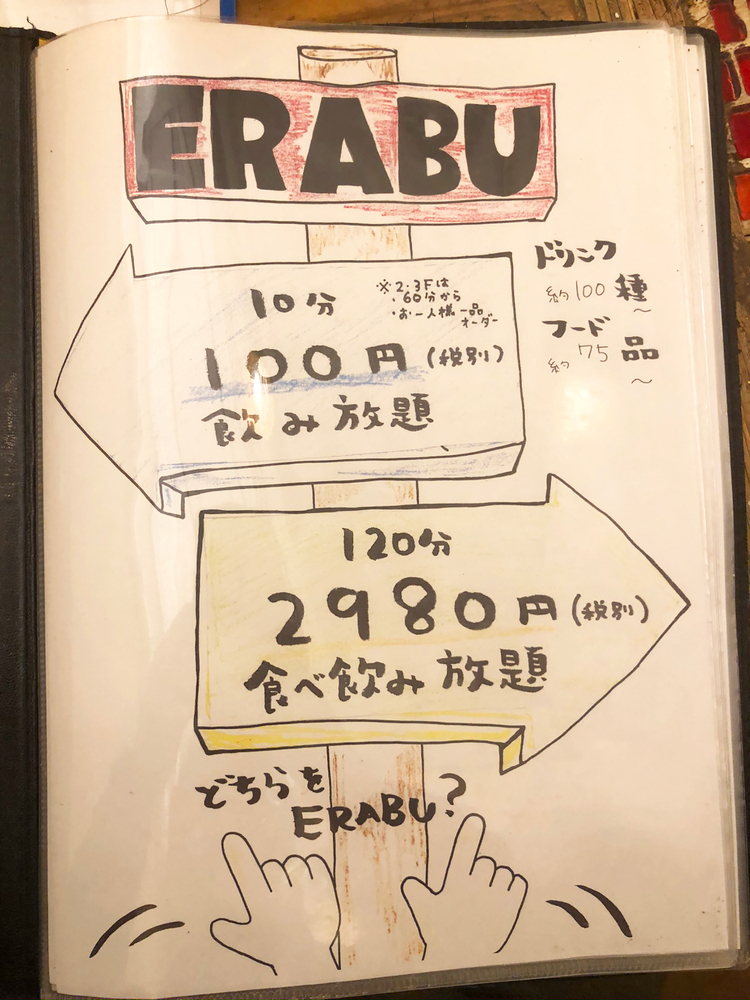 ERABU
10分
※2.3Fは
・60分から
・お一人様一品
オーダー
100円(税別)
飲み放題
ドリンク
約100種
～
フード
約75品
～
120分
2980円(税別)
食べ飲み放題
どちらを
ERABU?